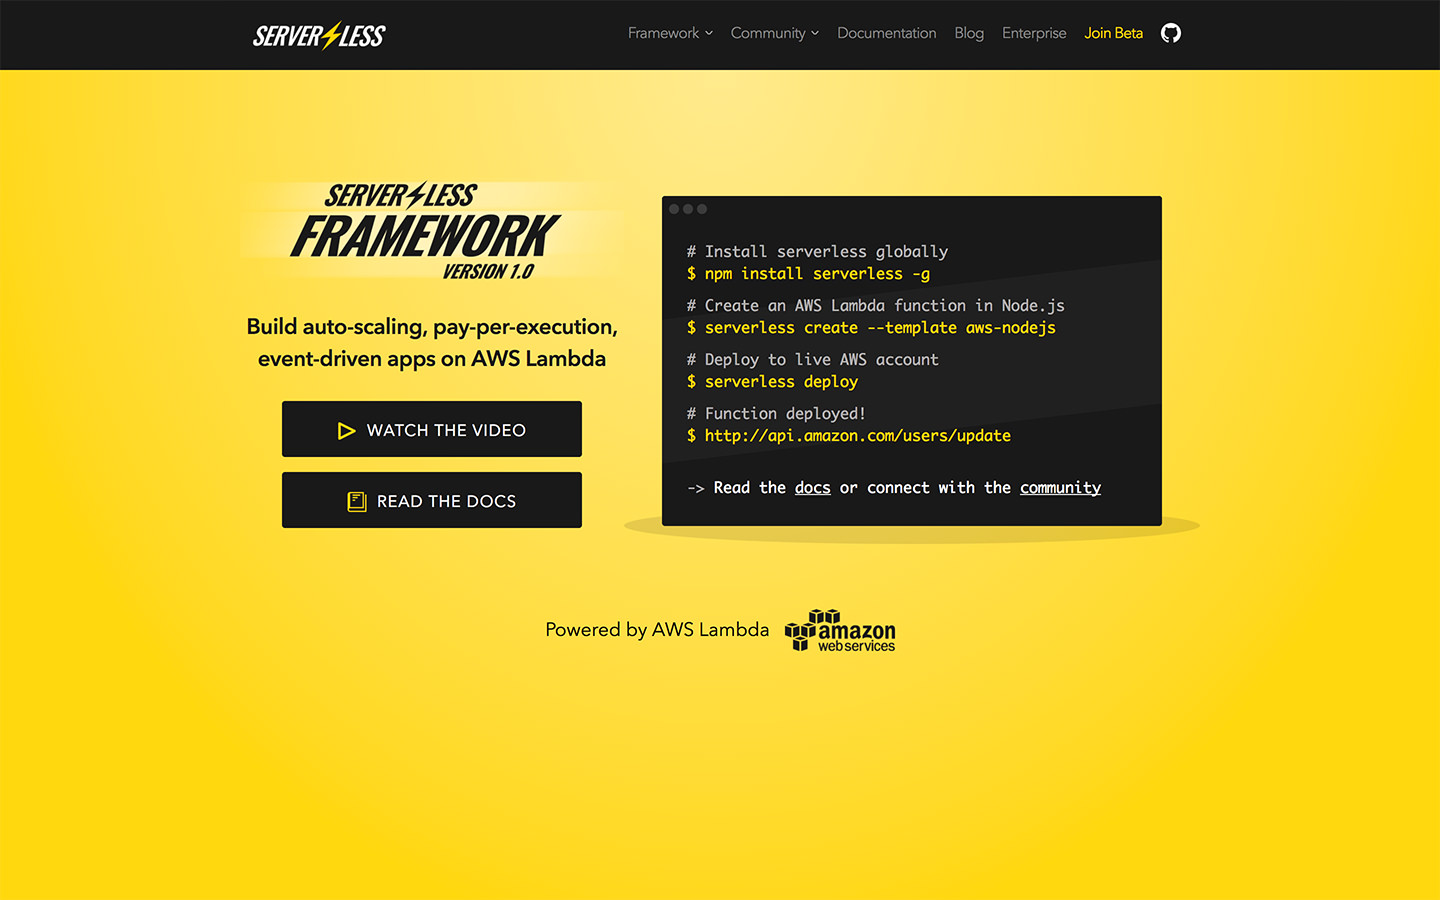 SERVERLESS
Framework Community Documentation Blog Enterprise Join Beta
SERVERLESS
FRAMEWORK
VERSION 1.0
Build auto-scaling, pay-per-execution,
event-driven apps on AWS Lambda
WATCH THE VIDEO
READ THE DOCS
# Install serverless globally
$ npm install serverless -g
# Create an AWS Lambda function in Node.js
$ serverless create --template aws-nodejs
# Deploy to live AWS account
$ serverless deploy
# Function deployed!
$ http://api.amazon.com/users/update
-> Read the docs or connect with the community
Powered by AWS Lambda
amazon
webservices